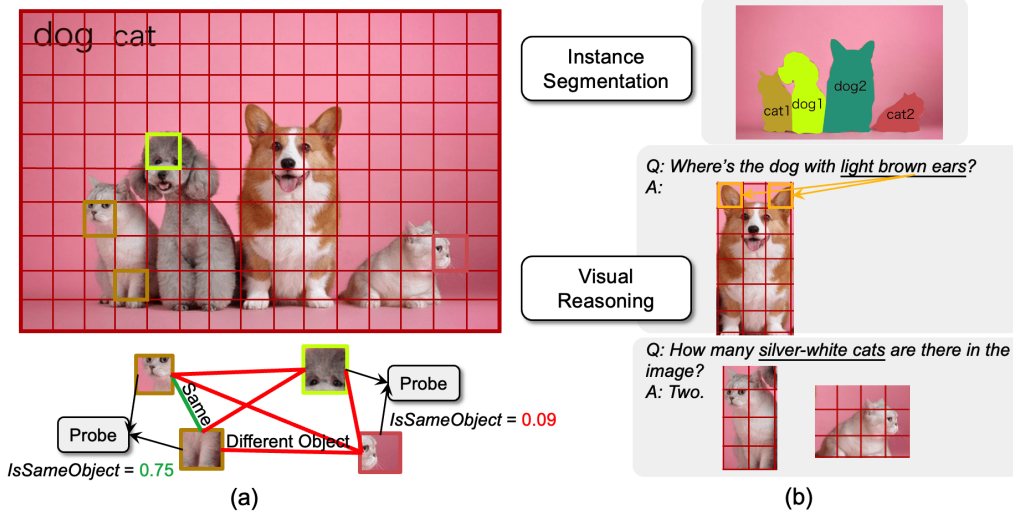 dog cat
Same
Different Object
Probe
IsSameObject = 0.75
Probe
IsSameObject = 0.09
(a)
Instance
Segmentation
cat1
dog1
dog2
cat2
Visual
Reasoning
Q: Where's the dog with light brown ears?
A:
Q: How many silver-white cats are there in the
image?
A: Two.
(b)